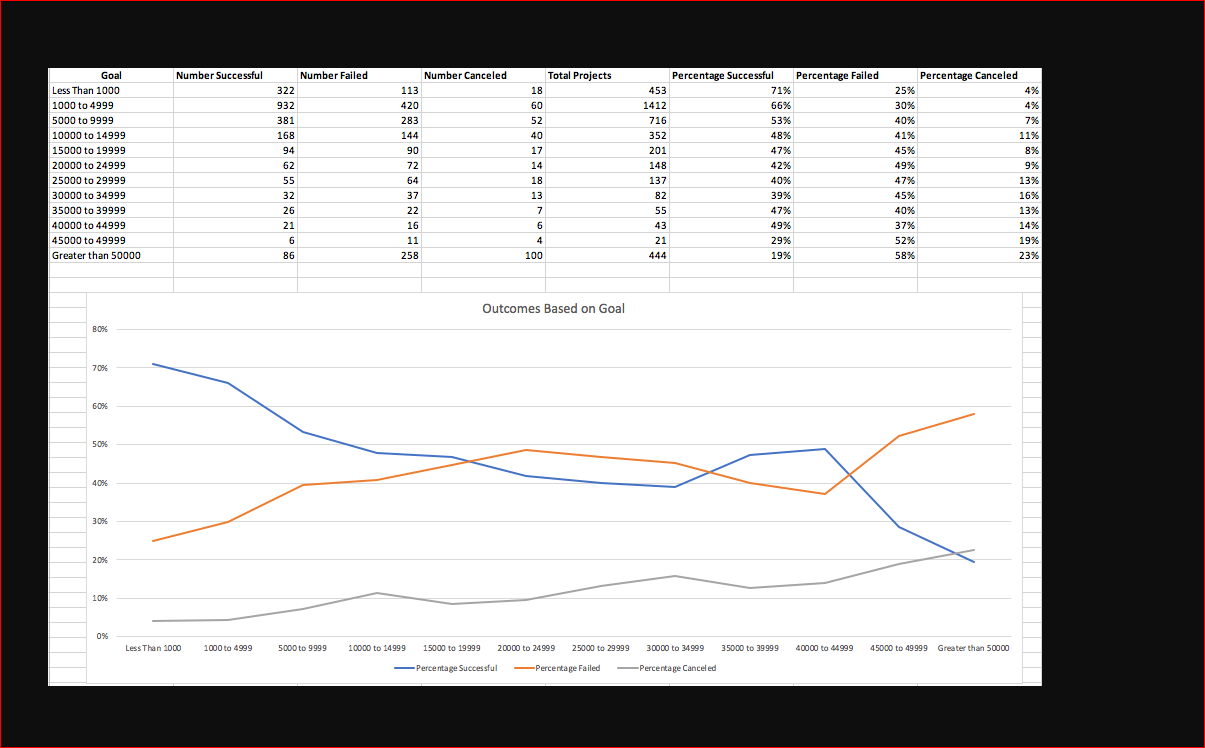 Goal Number Successful Number Failed Number Canceled Total Projects Percentage Successful Percentage Failed Percentage Canceled
Less Than 1000 322 113 18 453 71% 25% 4%
1000 to 4999 932 420 60 1412 66% 30% 4%
5000 to 9999 381 283 52 716 53% 40% 7%
10000 to 14999 168 144 40 352 48% 41% 11%
15000 to 19999 94 90 17 201 47% 45% 8%
20000 to 24999 62 72 14 148 42% 49% 9%
25000 to 29999 55 64 18 137 40% 47% 13%
30000 to 34999 32 37 13 82 39% 45% 16%
35000 to 39999 26 22 7 55 47% 40% 13%
40000 to 44999 21 16 6 43 49% 37% 14%
45000 to 49999 6 11 4 21 29% 52% 19%
Greater than 50000 86 258 100 444 19% 58% 23%
Outcomes Based on Goal
80%
70%
60%
50%
40%
30%
20%
10%
0%
Less Than 1000 1000 to 4999 5000 to 9999 10000 to 14999 15000 to 19999 20000 to 24999 25000 to 29999 30000 to 34999 35000 to 39999 40000 to 44999 45000 to 49999 Greater than 50000
Percentage Successful Percentage Failed Percentage Canceled